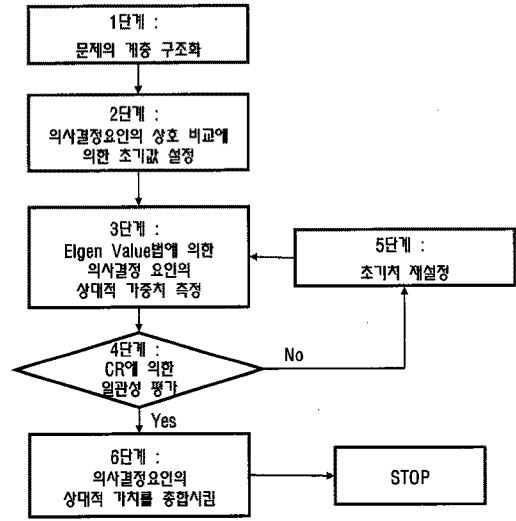 1단계 :
문제의 계층 구조화
2단계 :
의사결정요인의 상호 비교에
의한 초기값 설정
3단계 :
Eigen Value법에 의한
의사결정 요인의
상대적 가중치 측정
5단계 :
초기치 재설정
4단계 :
CR에 의한
일관성 평가
No
Yes
6단계 :
의사결정요인의
상대적 가치를 종합시킴
STOP